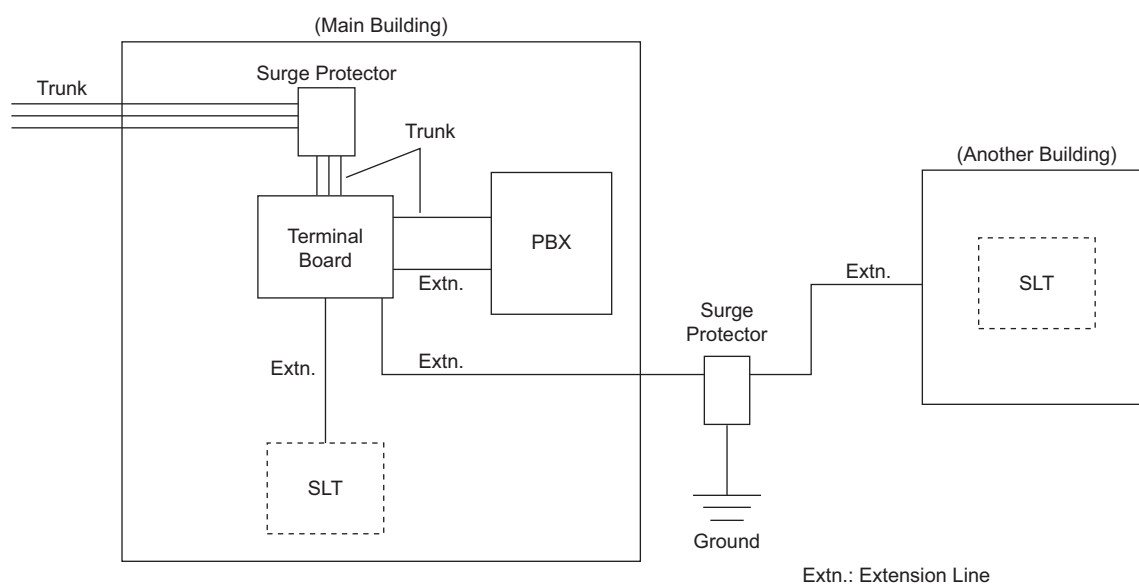 (Main Building)
Surge Protector
Trunk
Trunk
(Another Building)
Terminal
Board
PBX
Extn.
Extn.
SLT
Surge
Protector
Extn.
Extn.
SLT
Ground
Extn.: Extension Line